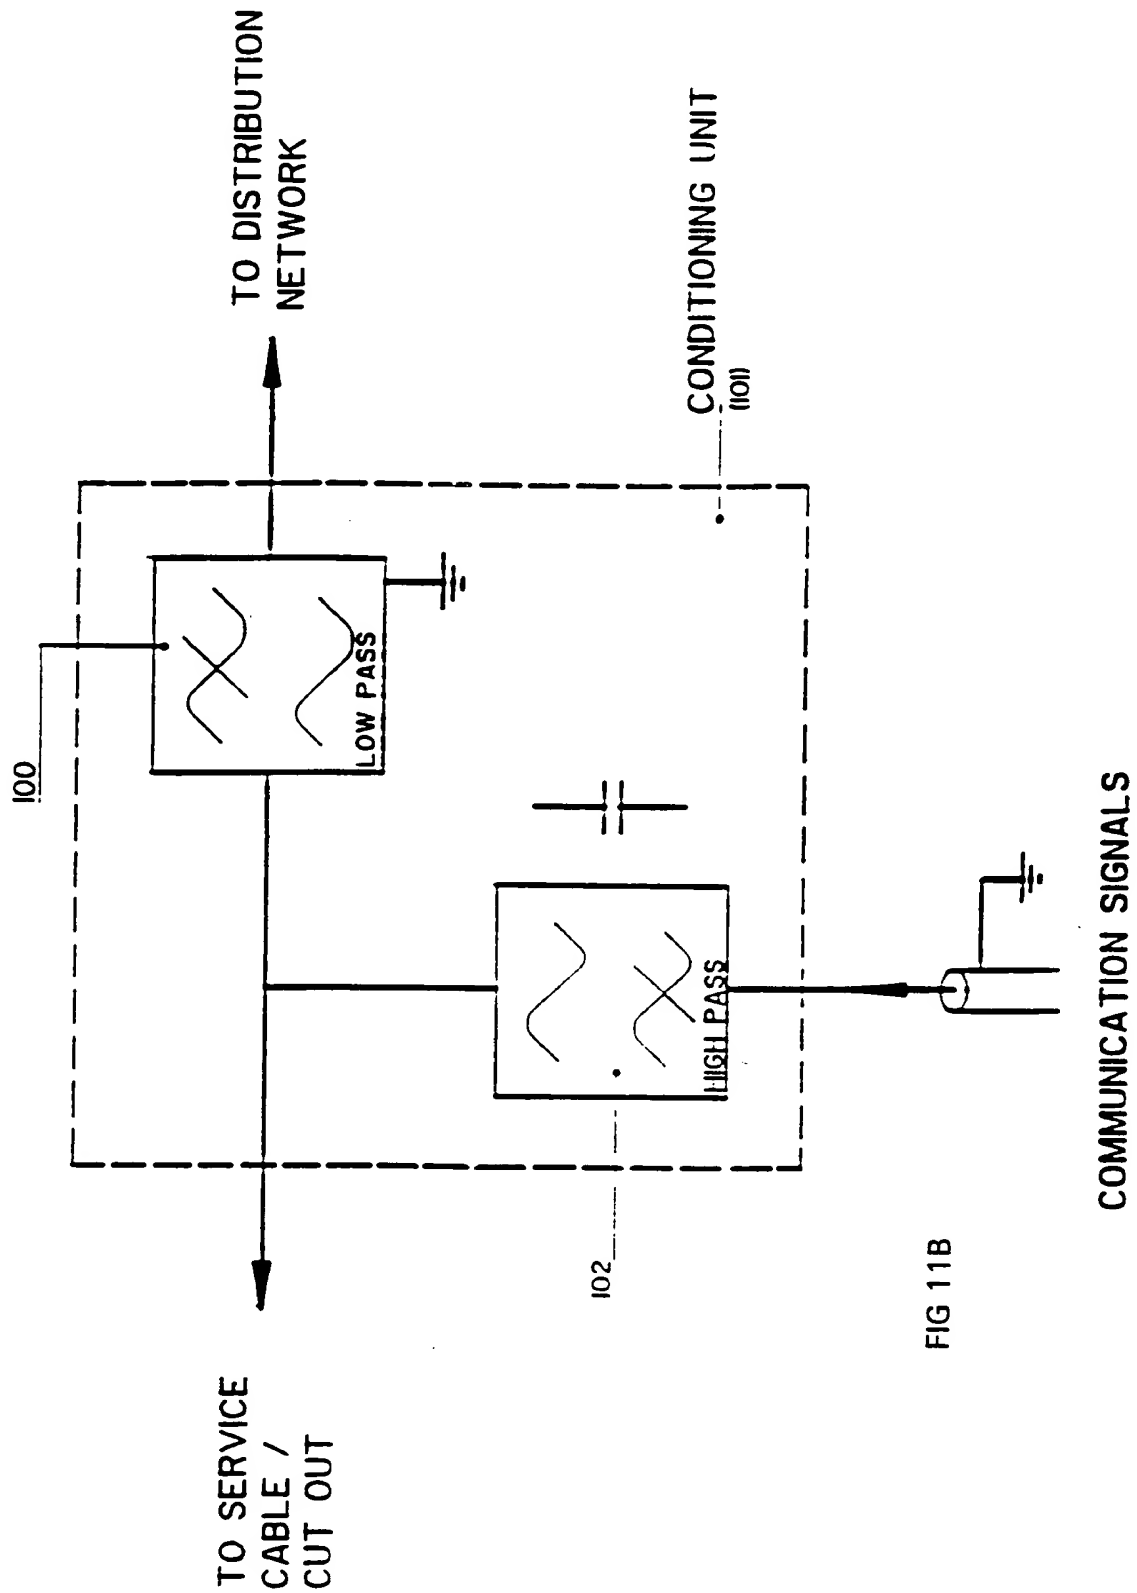 100
TO DISTRIBUTION
NETWORK
LOW PASS
CONDITIONING UNIT
(101)
TO SERVICE
CABLE /
CUT OUT
102
HIGH PASS
COMMUNICATION SIGNALS
FIG 11B